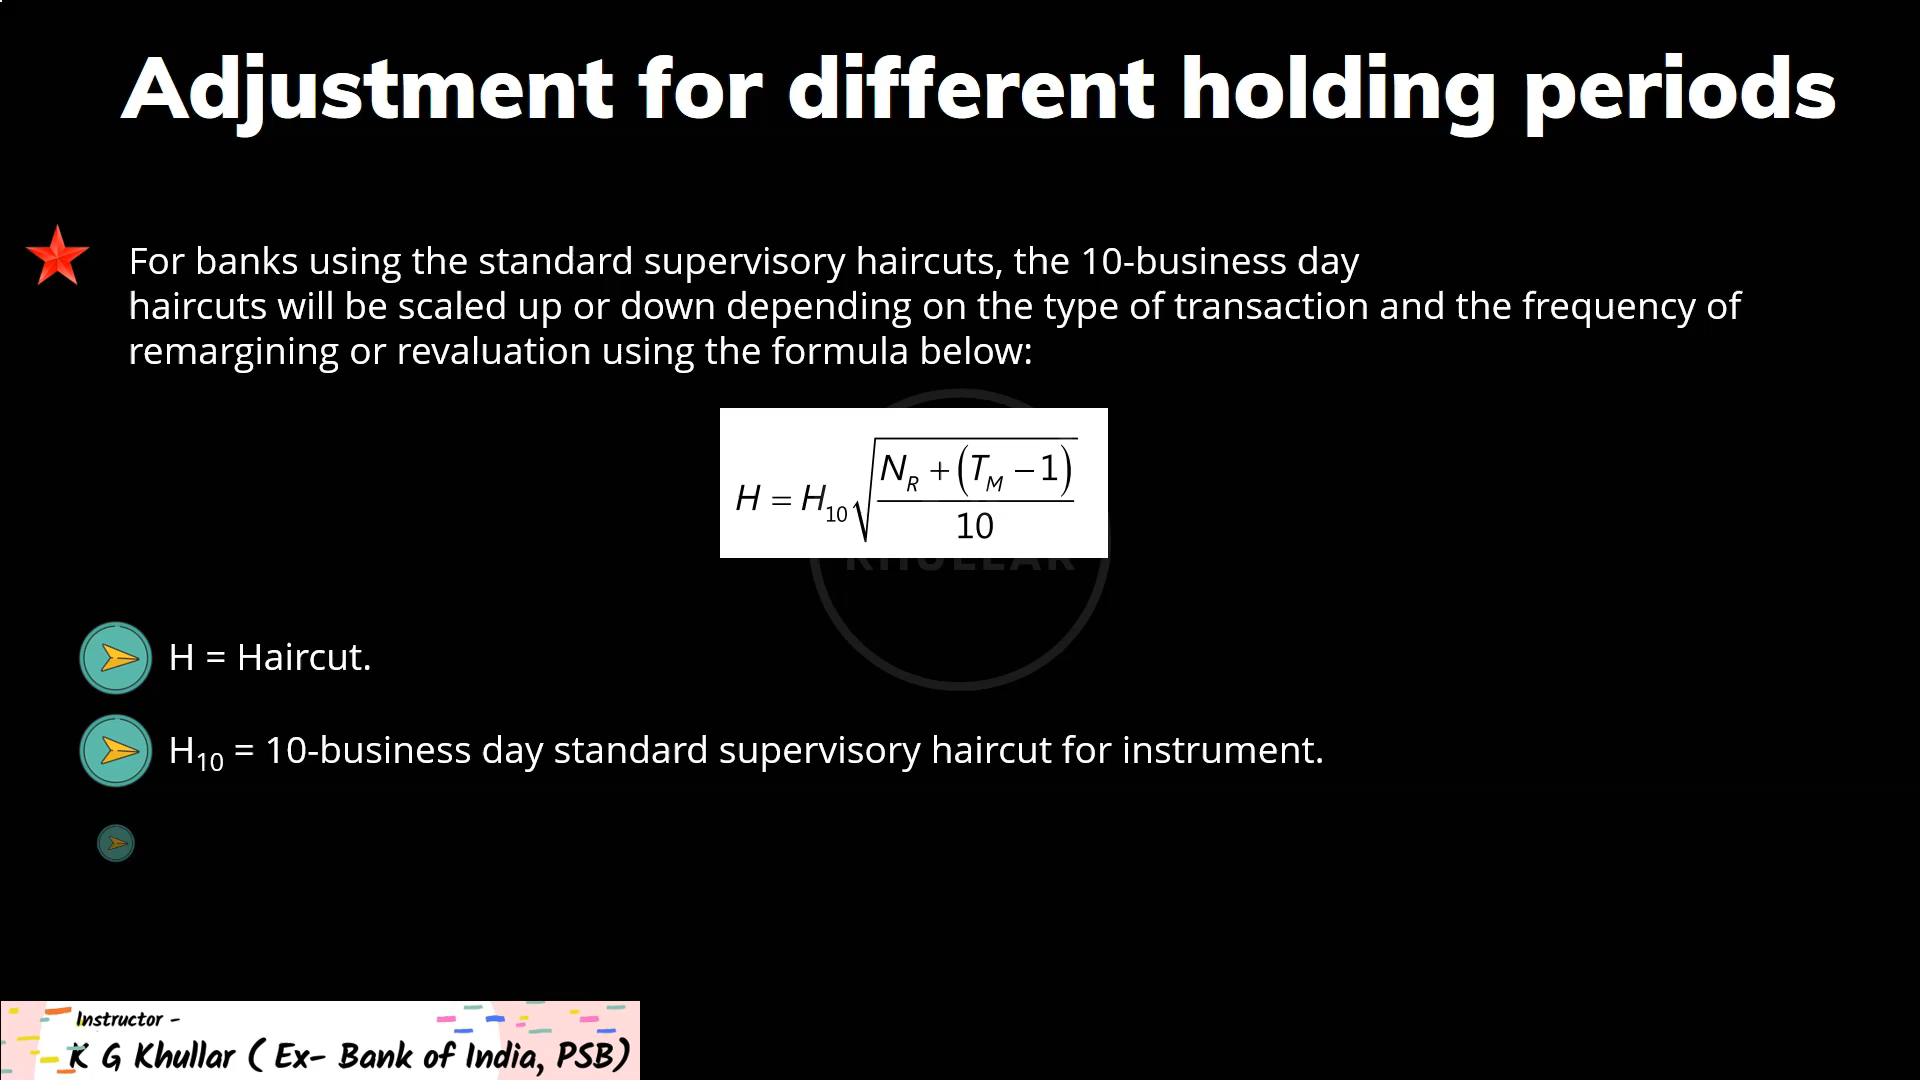 Adjustment for different holding periods
For banks using the standard supervisory haircuts, the 10-business day
haircuts will be scaled up or down depending on the type of transaction and the frequency of
remargining or revaluation using the formula below:
H = H₁₀√((N_R + (T_M − 1))/10)
KHULLAR
H = Haircut.
H₁₀ = 10-business day standard supervisory haircut for instrument.
Instructor -
K G Khullar ( Ex- Bank of India, PSB)